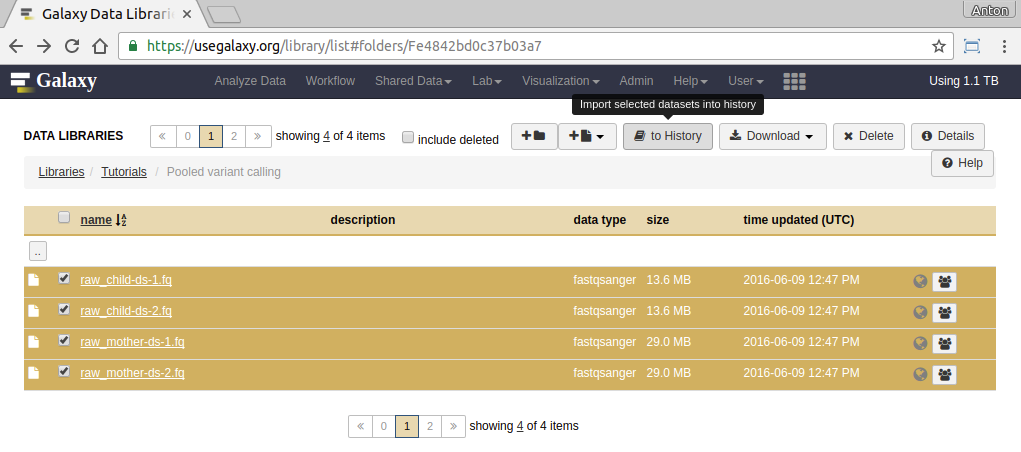 Galaxy Data Librari
Anton
https://usegalaxy.org/library/list#folders/Fe4842bd0c37b03a7
Galaxy Analyze Data Workflow Shared Data Lab Visualization Admin Help User Using 1.1 TB
Import selected datasets into history
DATA LIBRARIES « 0 1 2 » showing 4 of 4 items include deleted + + to History Download Delete Details
Libraries / Tutorials / Pooled variant calling Help
name description data type size time updated (UTC)
..
raw_child-ds-1.fq fastqsanger 13.6 MB 2016-06-09 12:47 PM
raw_child-ds-2.fq fastqsanger 13.6 MB 2016-06-09 12:47 PM
raw_mother-ds-1.fq fastqsanger 29.0 MB 2016-06-09 12:47 PM
raw_mother-ds-2.fq fastqsanger 29.0 MB 2016-06-09 12:47 PM
« 0 1 2 » showing 4 of 4 items